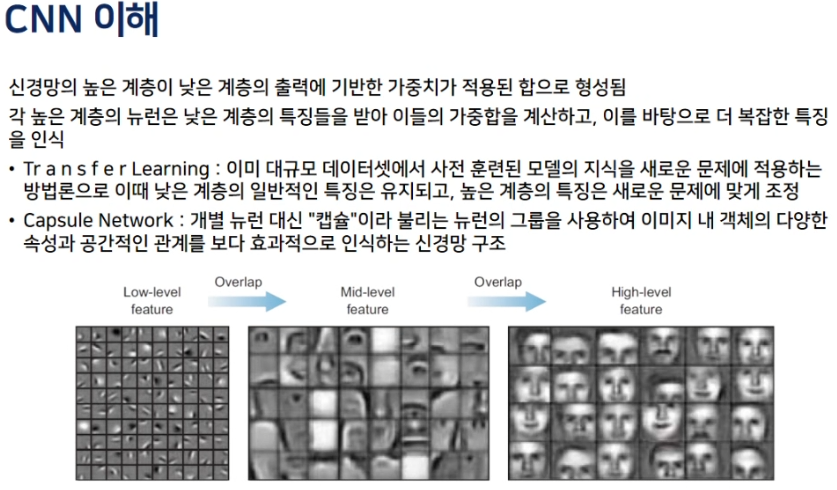 CNN 이해
신경망의 높은 계층이 낮은 계층의 출력에 기반한 가중치가 적용된 합으로 형성됨
각 높은 계층의 뉴런은 낮은 계층의 특징들을 받아 이들의 가중합을 계산하고, 이를 바탕으로 더 복잡한 특징
을 인식
• T r a n s f e r Learning : 이미 대규모 데이터셋에서 사전 훈련된 모델의 지식을 새로운 문제에 적용하는
방법론으로 이때 낮은 계층의 일반적인 특징은 유지되고, 높은 계층의 특징은 새로운 문제에 맞게 조정
• Capsule Network : 개별 뉴런 대신 "캡슐"이라 불리는 뉴런의 그룹을 사용하여 이미지 내 객체의 다양한
속성과 공간적인 관계를 보다 효과적으로 인식하는 신경망 구조
Low-level
feature
Overlap
Mid-level
feature
Overlap
High-level
feature